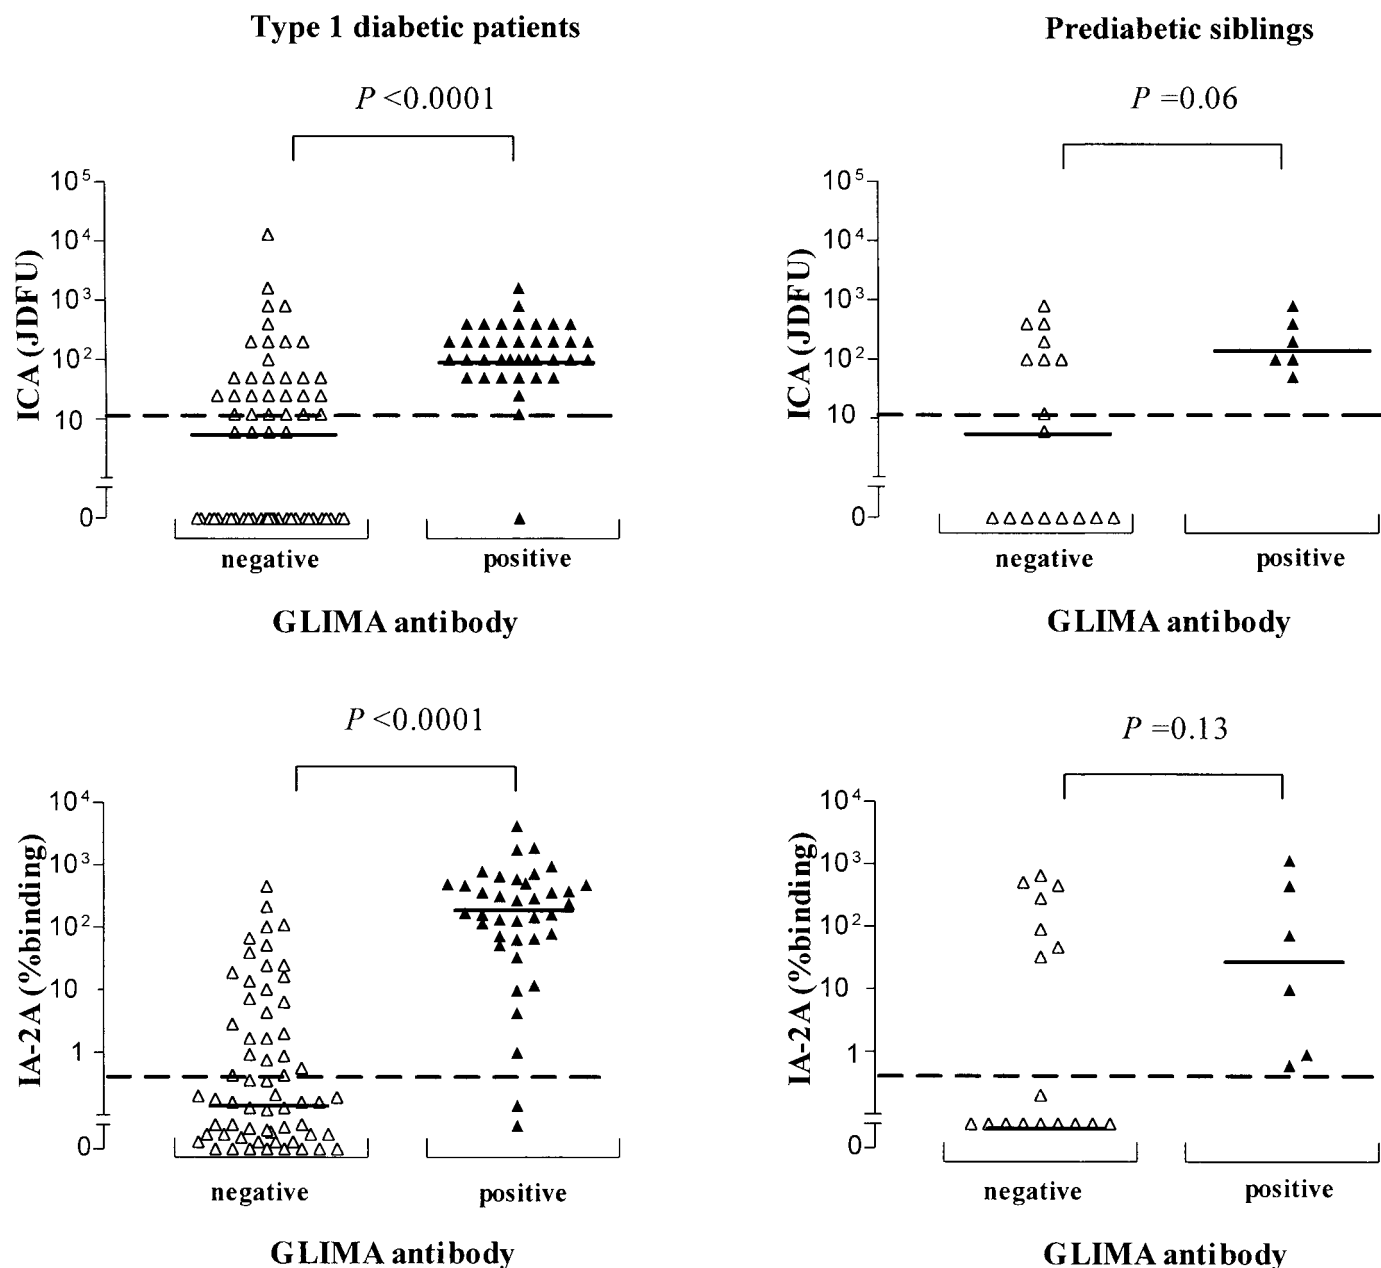 Type 1 diabetic patients
P <0.0001
ICA (JDFU)
10^5
10^4
10^3
10^2
10
0
negative
positive
GLIMA antibody
Prediabetic siblings
P =0.06
ICA (JDFU)
10^5
10^4
10^3
10^2
10
0
negative
positive
GLIMA antibody
P <0.0001
IA-2A (%binding)
10^4
10^3
10^2
10
1
0
negative
positive
GLIMA antibody
P =0.13
IA-2A (%binding)
10^4
10^3
10^2
10
1
0
negative
positive
GLIMA antibody